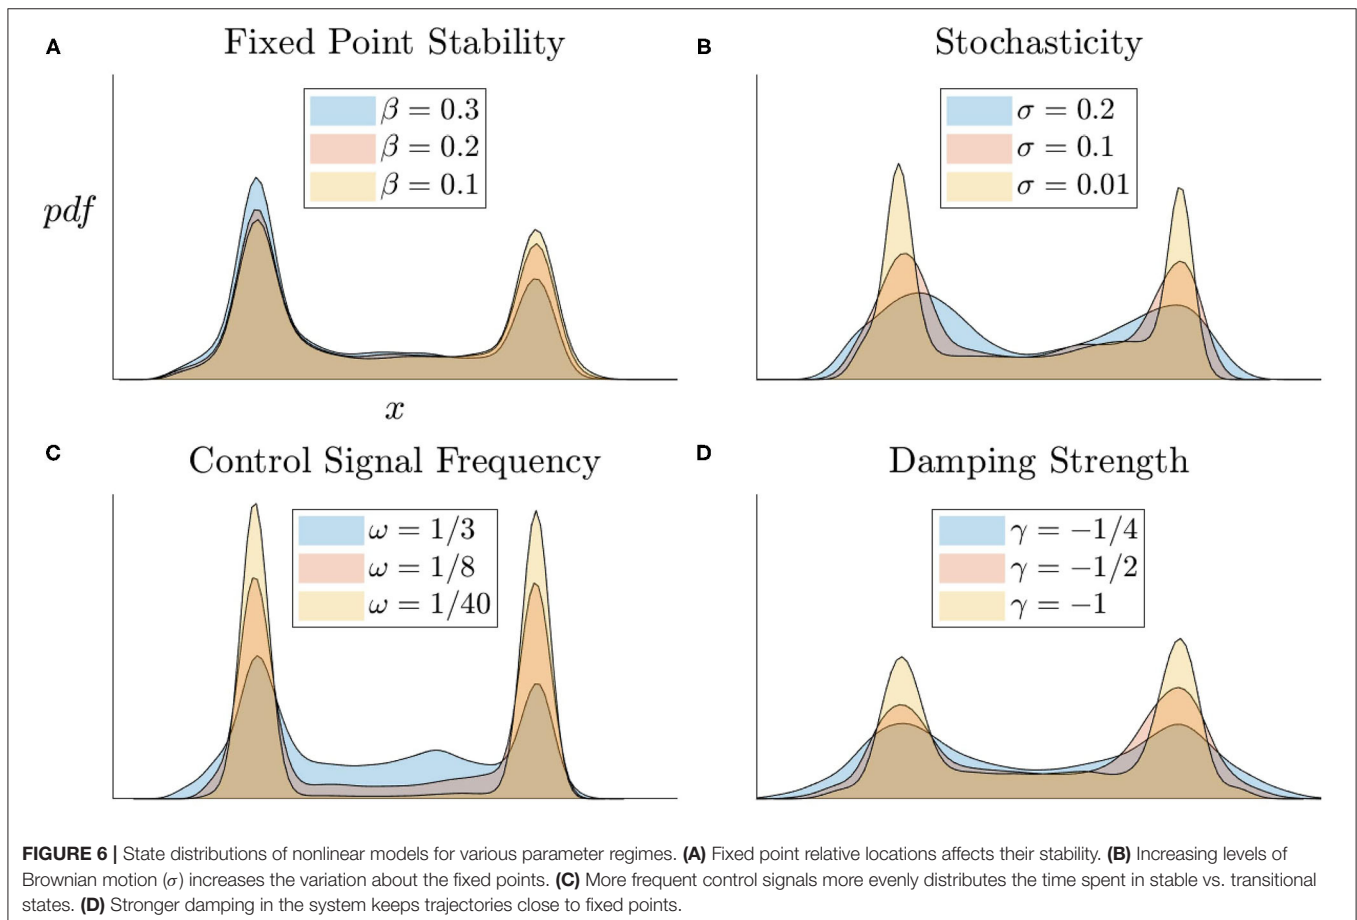 A
Fixed Point Stability
β = 0.3
β = 0.2
β = 0.1
pdf
x
B
Stochasticity
σ = 0.2
σ = 0.1
σ = 0.01
C
Control Signal Frequency
ω = 1/3
ω = 1/8
ω = 1/40
D
Damping Strength
γ = −1/4
γ = −1/2
γ = −1
FIGURE 6 | State distributions of nonlinear models for various parameter regimes. (A) Fixed point relative locations affects their stability. (B) Increasing levels of
Brownian motion (σ) increases the variation about the fixed points. (C) More frequent control signals more evenly distributes the time spent in stable vs. transitional
states. (D) Stronger damping in the system keeps trajectories close to fixed points.